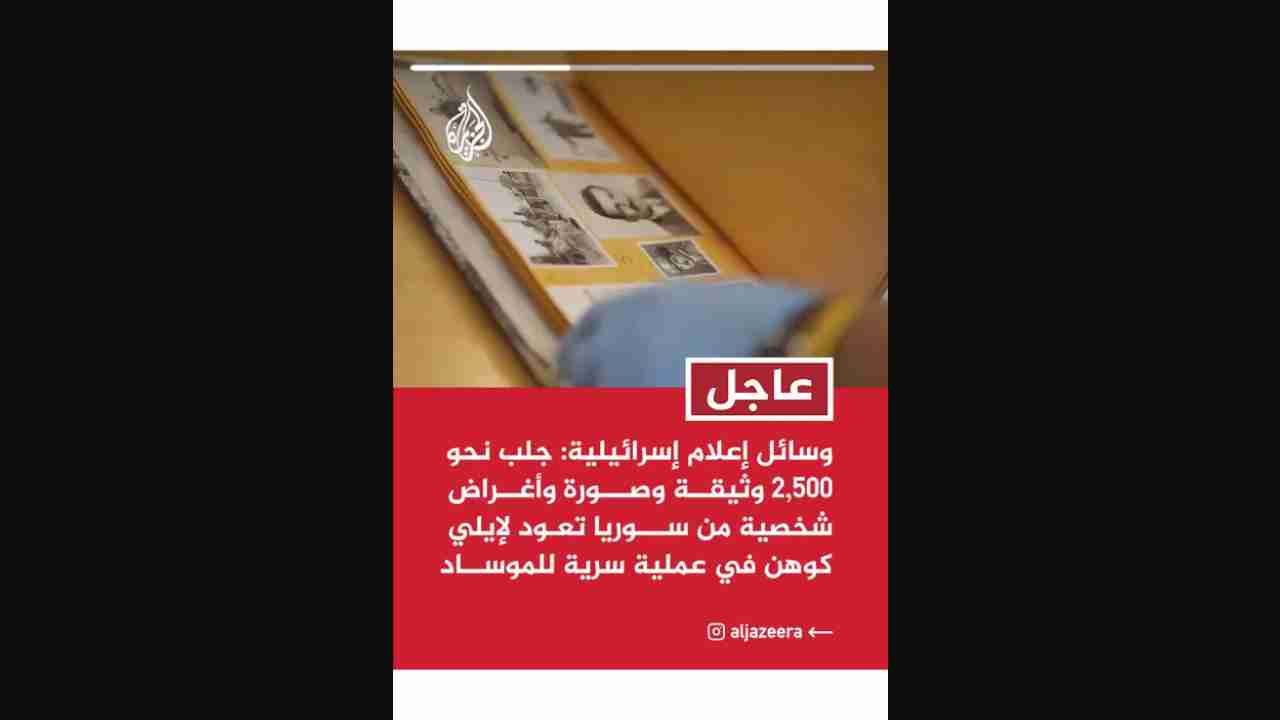 الجزيرة
عاجل
وسائل إعلام إسرائيلية: جلب نحو
2,500 وثيقة وصورة وأغراض
شخصية من سوريا تعود لإيلي
كوهن في عملية سرية للموساد
aljazeera